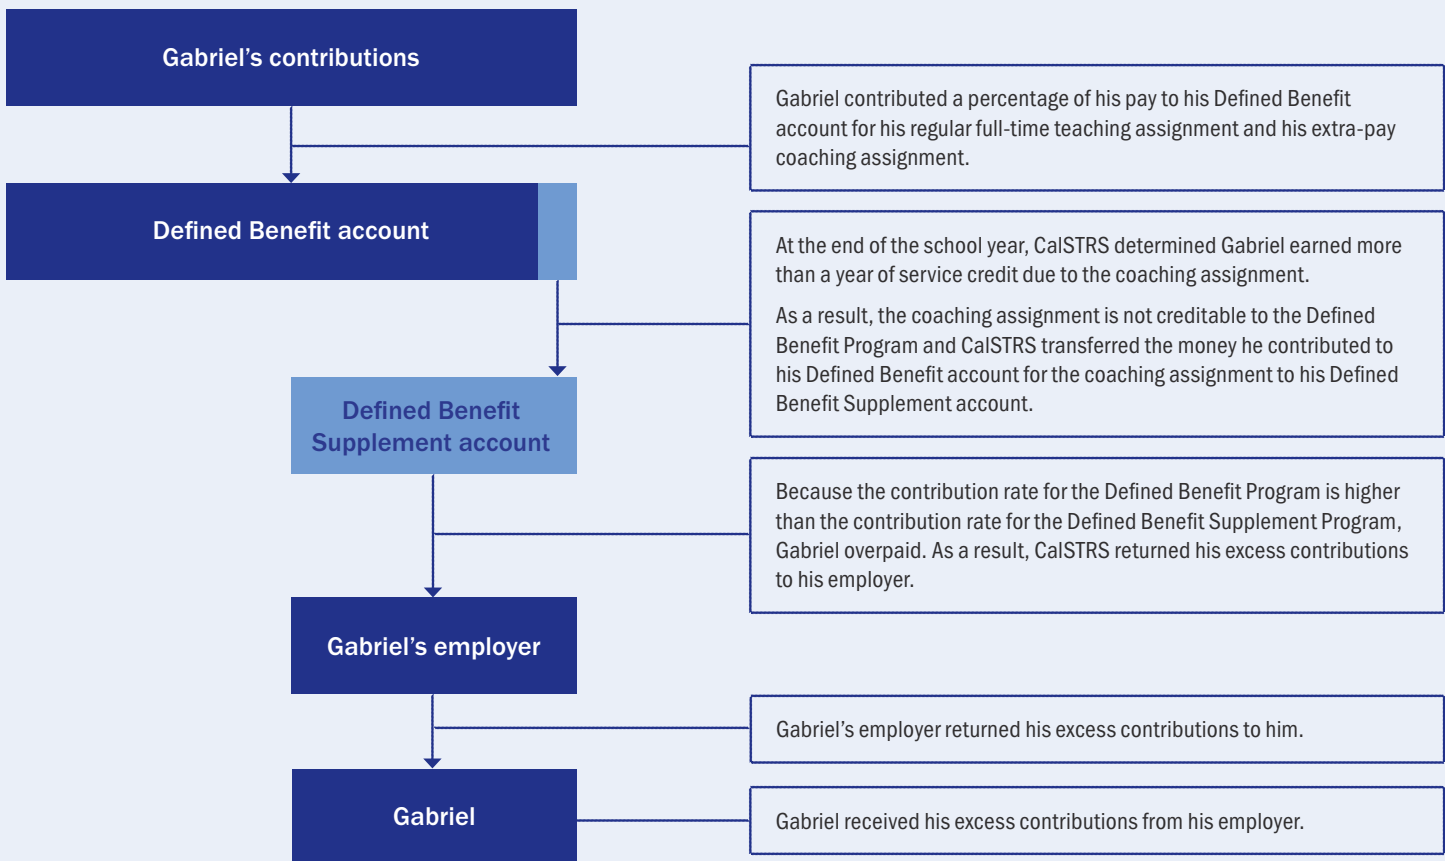 Gabriel’s contributions
Gabriel contributed a percentage of his pay to his Defined Benefit
account for his regular full-time teaching assignment and his extra-pay
coaching assignment.
Defined Benefit account
At the end of the school year, CalSTRS determined Gabriel earned more
than a year of service credit due to the coaching assignment.
As a result, the coaching assignment is not creditable to the Defined
Benefit Program and CalSTRS transferred the money he contributed to
his Defined Benefit account for the coaching assignment to his Defined
Benefit Supplement account.
Defined Benefit
Supplement account
Because the contribution rate for the Defined Benefit Program is higher
than the contribution rate for the Defined Benefit Supplement Program,
Gabriel overpaid. As a result, CalSTRS returned his excess contributions
to his employer.
Gabriel’s employer
Gabriel’s employer returned his excess contributions to him.
Gabriel
Gabriel received his excess contributions from his employer.